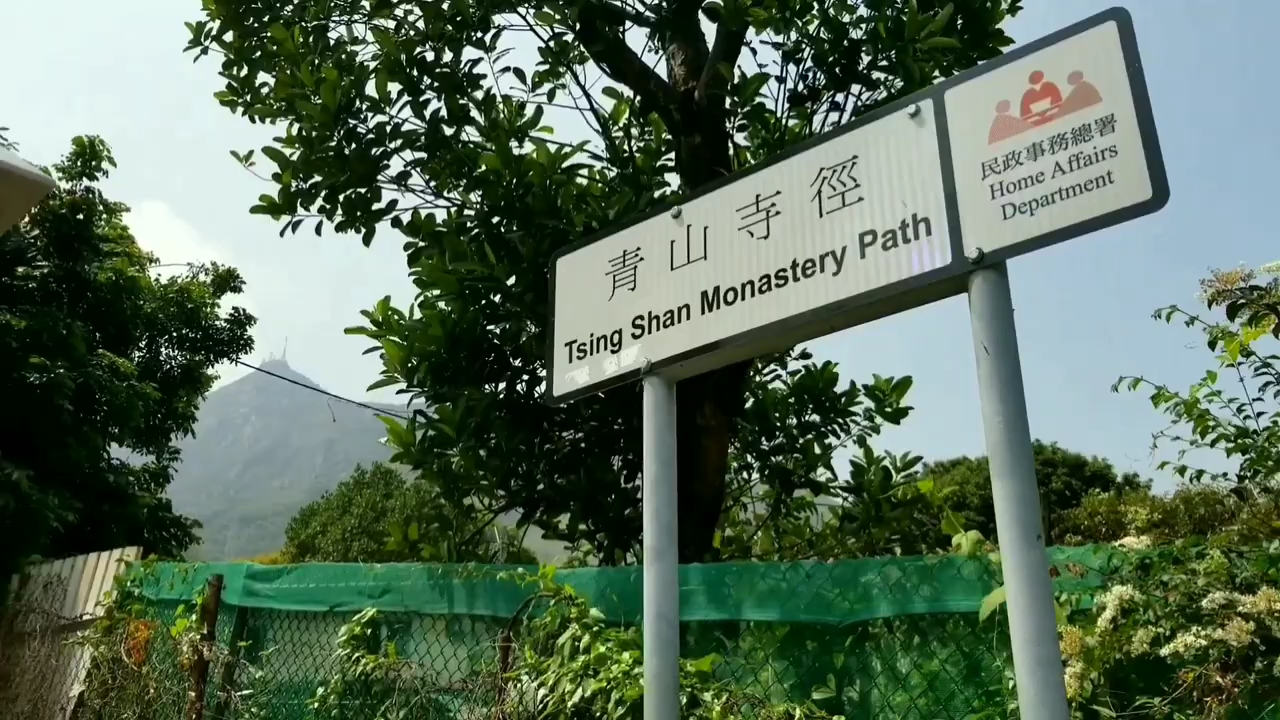 青山寺徑
Tsing Shan Monastery Path
民政事務總署
Home Affairs
Department